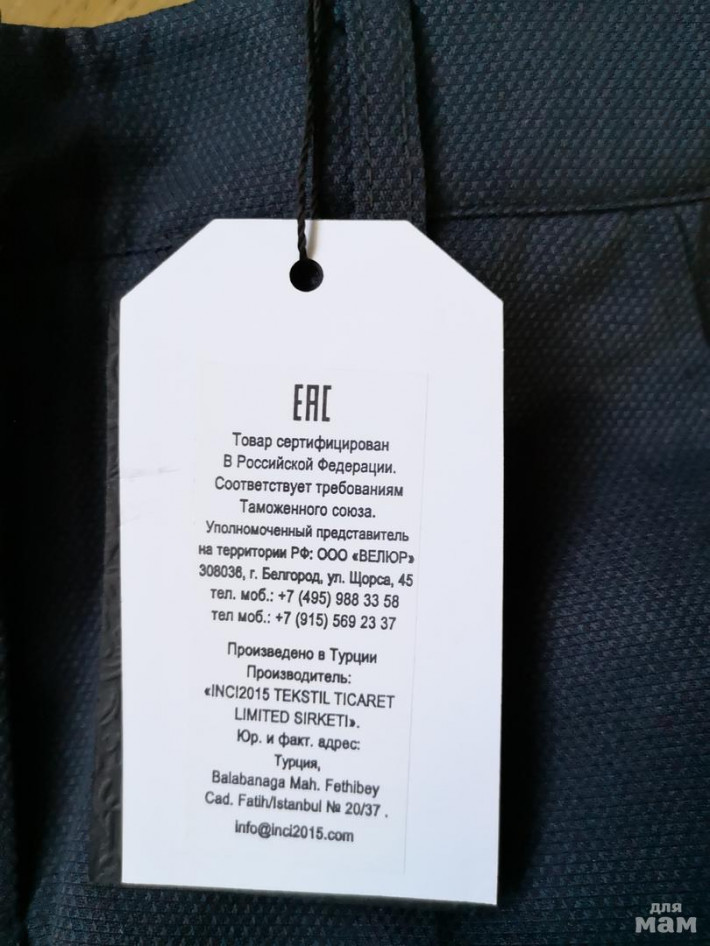 EAC
Товар сертифицирован
В Российской Федерации.
Соответствует требованиям
Таможенного союза.
Уполномоченный представитель
на территории РФ: ООО «ВЕЛЮР»
308036, г. Белгород, ул. Щорса, 45
тел. моб.: +7 (495) 988 33 58
тел моб.: +7 (915) 569 23 37
Произведено в Турции
Производитель:
«INCI2015 TEKSTIL TICARET
LIMITED SIRKETI».
Юр. и факт. адрес:
Турция,
Balabanaga Mah. Fethibey
Cad. Fatih/Istanbul № 20/37 .
info@inci2015.com
для
мам